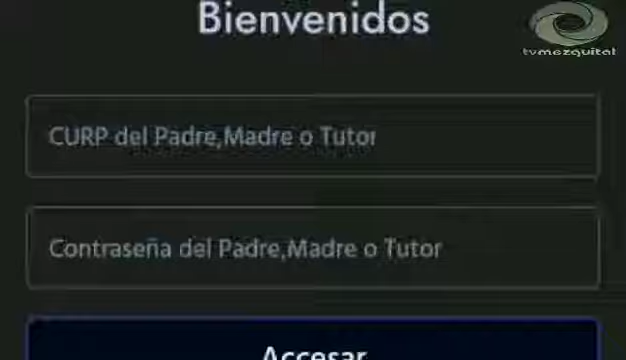 Bienvenidos
tvmezquital
CURP del Padre,Madre o Tutor
Contraseña del Padre,Madre o Tutor
Accesar